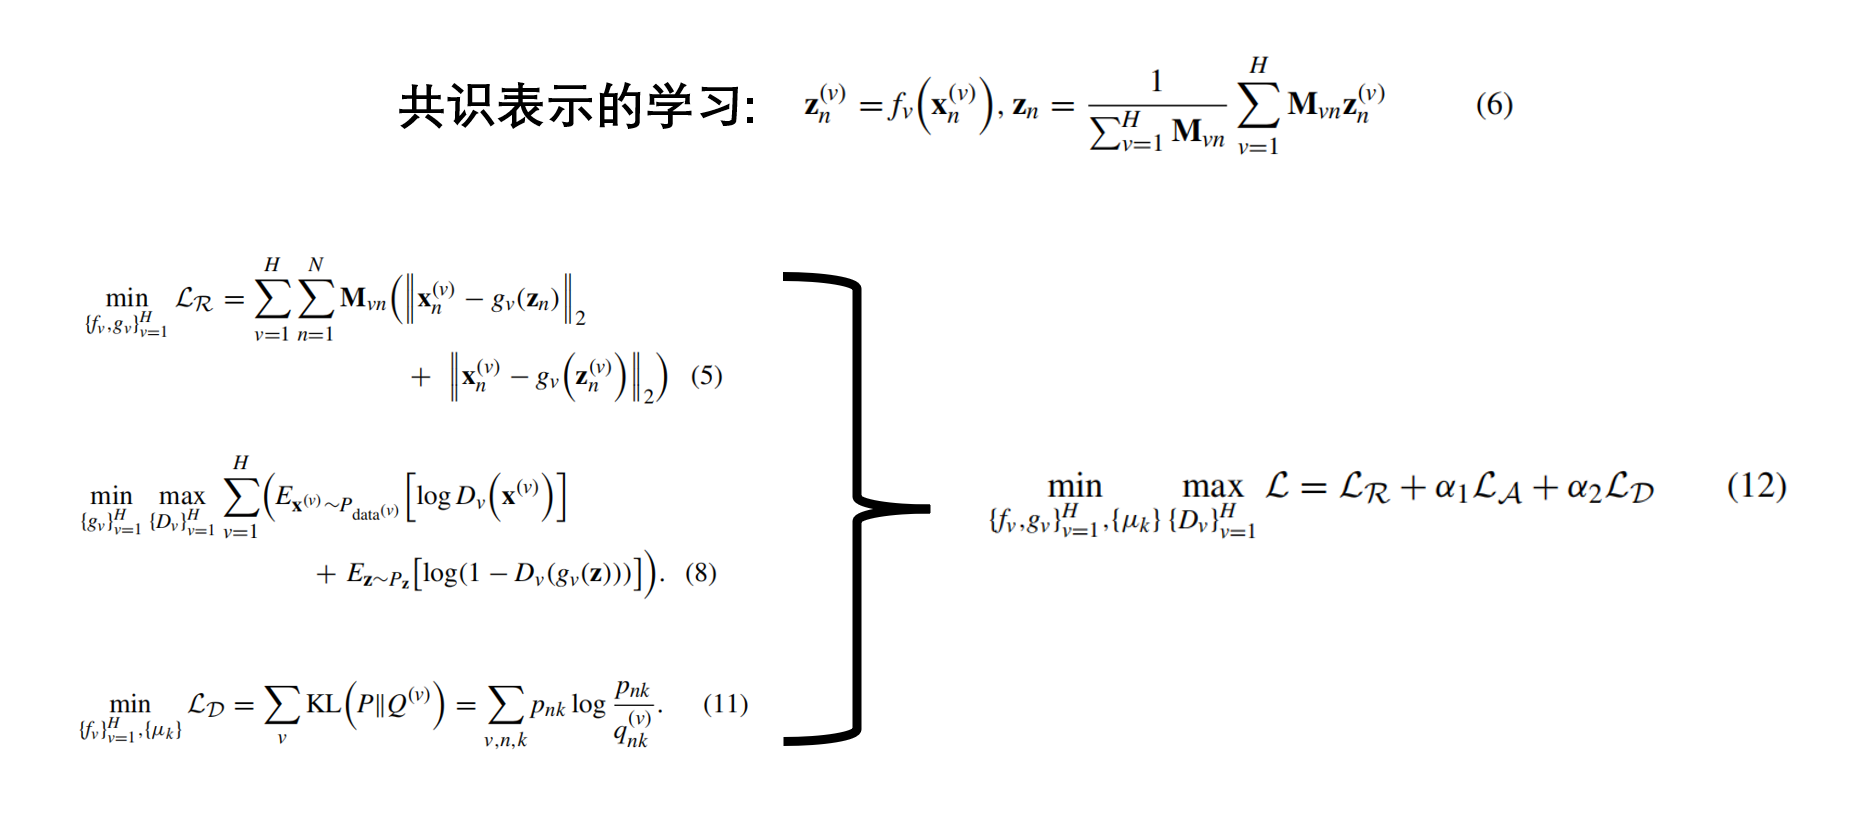 共识表示的学习: $\mathbf{z}_n^{(v)} = f_v\left(\mathbf{x}_n^{(v)}\right), \mathbf{z}_n = \frac{1}{\sum_{v=1}^{H} \mathbf{M}_{vn}} \sum_{v=1}^{H} \mathbf{M}_{vn} \mathbf{z}_n^{(v)}$ (6)
$\min_{\{f_v, g_v\}_{v=1}^{H}} \mathcal{L}_{\mathcal{R}} = \sum_{v=1}^{H} \sum_{n=1}^{N} \mathbf{M}_{vn} \Big( \left\| \mathbf{x}_n^{(v)} - g_v(\mathbf{z}_n) \right\|_2$
$+ \left\| \mathbf{x}_n^{(v)} - g_v\left(\mathbf{z}_n^{(v)}\right) \right\|_2 \Big)$ (5)
$\min_{\{g_v\}_{v=1}^{H}} \max_{\{D_v\}_{v=1}^{H}} \sum_{v=1}^{H} \Big( E_{\mathbf{x}^{(v)} \sim P_{\text{data}^{(v)}}} \left[ \log D_v\left(\mathbf{x}^{(v)}\right) \right]$
$+ E_{\mathbf{z} \sim P_{\mathbf{z}}} \left[ \log(1 - D_v(g_v(\mathbf{z}))) \right] \Big).$ (8)
$\min_{\{f_v\}_{v=1}^{H}, \{\mu_k\}} \mathcal{L}_{\mathcal{D}} = \sum_{v} \text{KL}\left( P \| Q^{(v)} \right) = \sum_{v,n,k} p_{nk} \log \frac{p_{nk}}{q_{nk}^{(v)}}.$ (11)
$\min_{\{f_v, g_v\}_{v=1}^{H}, \{\mu_k\}} \max_{\{D_v\}_{v=1}^{H}} \mathcal{L} = \mathcal{L}_{\mathcal{R}} + \alpha_1 \mathcal{L}_{\mathcal{A}} + \alpha_2 \mathcal{L}_{\mathcal{D}}$ (12)